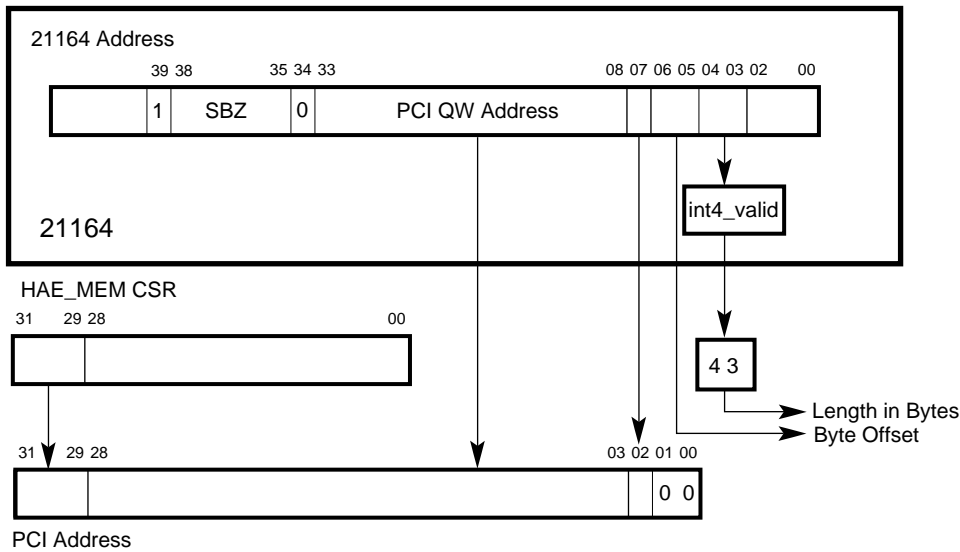 21164 Address
39 38 35 34 33 08 07 06 05 04 03 02 00
1 SBZ 0 PCI QW Address
int4_valid
21164
HAE_MEM CSR
31 29 28 00
4 3
Length in Bytes
Byte Offset
31 29 28 03 02 01 00
0 0
PCI Address